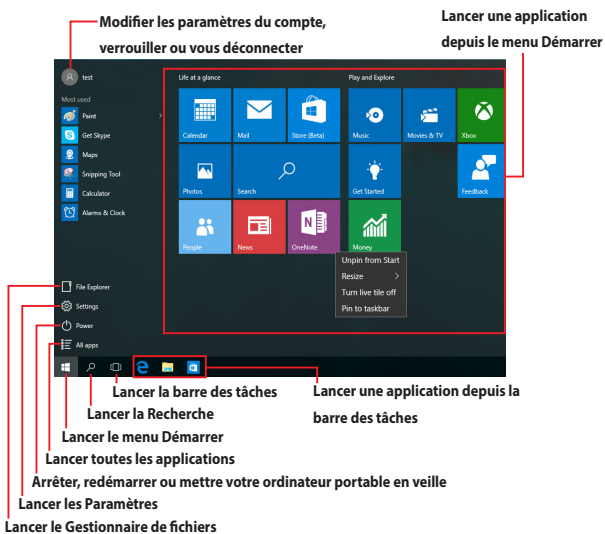 Modifier les paramètres du compte,
verrouiller ou vous déconnecter
Lancer une application
depuis le menu Démarrer
test
Most used
Paint
Get Skype
Maps
Snipping Tool
Calculator
Alarms & Clock
File Explorer
Settings
Power
All apps
Life at a glance
Calendar
Mail
Store (Beta)
Photos
Search
People
News
OneNote
Play and Explore
Music
Movies & TV
Xbox
Get Started
Feedback
Money
Unpin from Start
Resize
Turn live tile off
Pin to taskbar
Lancer la barre des tâches
Lancer une application depuis la
barre des tâches
Lancer la Recherche
Lancer le menu Démarrer
Lancer toutes les applications
Arrêter, redémarrer ou mettre votre ordinateur portable en veille
Lancer les Paramètres
Lancer le Gestionnaire de fichiers